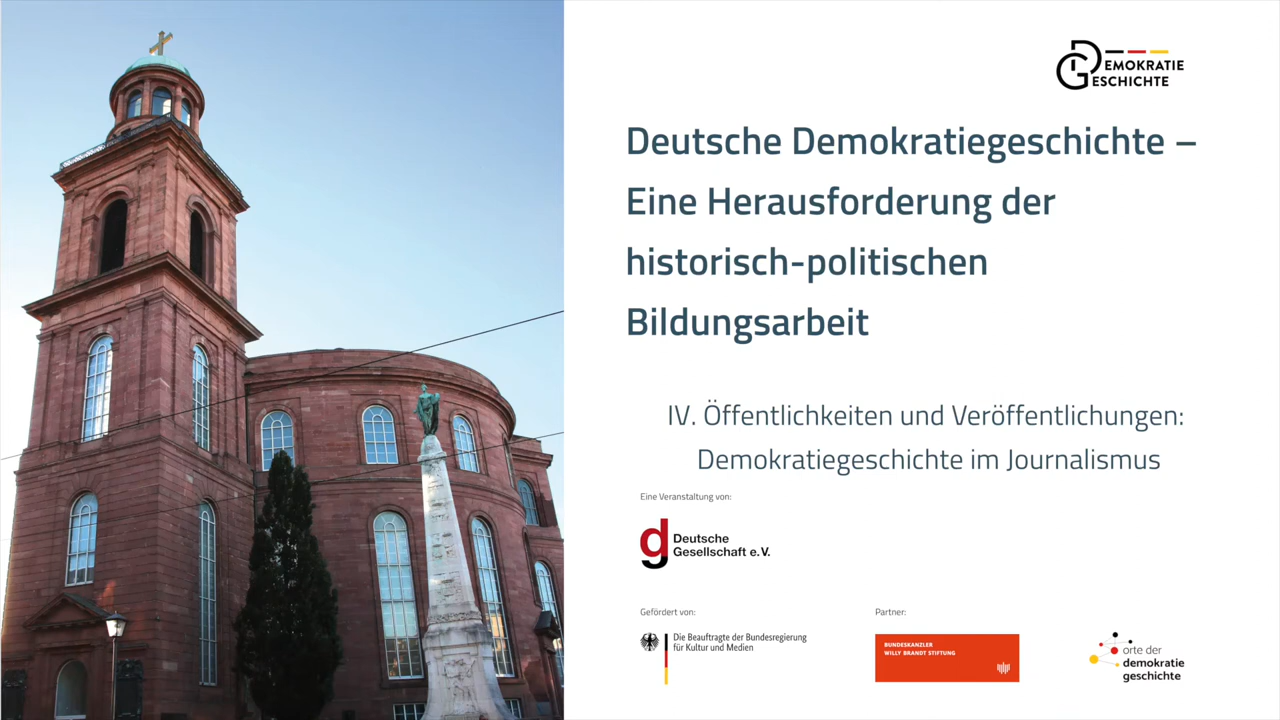 DEMOKRATIE
GESCHICHTE
Deutsche Demokratiegeschichte –
Eine Herausforderung der
historisch-politischen
Bildungsarbeit
IV. Öffentlichkeiten und Veröffentlichungen:
Demokratiegeschichte im Journalismus
Eine Veranstaltung von:
dg Deutsche
Gesellschaft e.V.
Gefördert von:
Partner:
Die Beauftragte der Bundesregierung
für Kultur und Medien
BUNDESKANZLER
WILLY BRANDT STIFTUNG
orte der
demokratie
geschichte